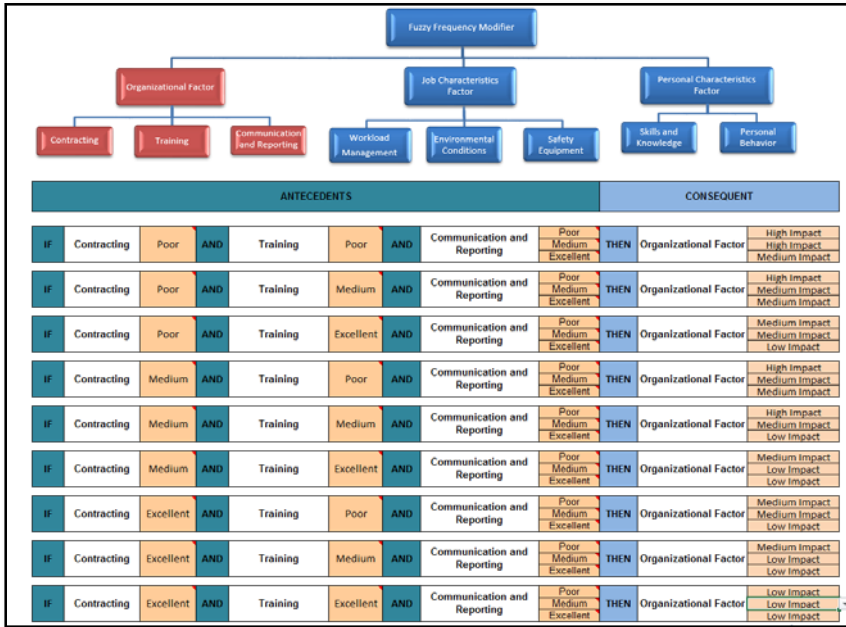 Fuzzy Frequency Modifier
Organizational Factor
Job Characteristics
Factor
Personal Characteristics
Factor
Contracting
Training
Communication
and Reporting
Workload
Management
Environmental
Conditions
Safety
Equipment
Skills and
Knowledge
Personal
Behavior
ANTECEDENTS CONSEQUENT
IF Contracting Poor AND Training Poor AND Communication and Reporting Poor Medium Excellent THEN Organizational Factor High Impact High Impact Medium Impact
IF Contracting Poor AND Training Medium AND Communication and Reporting Poor Medium Excellent THEN Organizational Factor High Impact Medium Impact Medium Impact
IF Contracting Poor AND Training Excellent AND Communication and Reporting Poor Medium Excellent THEN Organizational Factor Medium Impact Medium Impact Low Impact
IF Contracting Medium AND Training Poor AND Communication and Reporting Poor Medium Excellent THEN Organizational Factor High Impact Medium Impact Medium Impact
IF Contracting Medium AND Training Medium AND Communication and Reporting Poor Medium Excellent THEN Organizational Factor High Impact Medium Impact Low Impact
IF Contracting Medium AND Training Excellent AND Communication and Reporting Poor Medium Excellent THEN Organizational Factor Medium Impact Low Impact Low Impact
IF Contracting Excellent AND Training Poor AND Communication and Reporting Poor Medium Excellent THEN Organizational Factor Medium Impact Medium Impact Low Impact
IF Contracting Excellent AND Training Medium AND Communication and Reporting Poor Medium Excellent THEN Organizational Factor Medium Impact Low Impact Low Impact
IF Contracting Excellent AND Training Excellent AND Communication and Reporting Poor Medium Excellent THEN Organizational Factor Low Impact Low Impact Low Impact